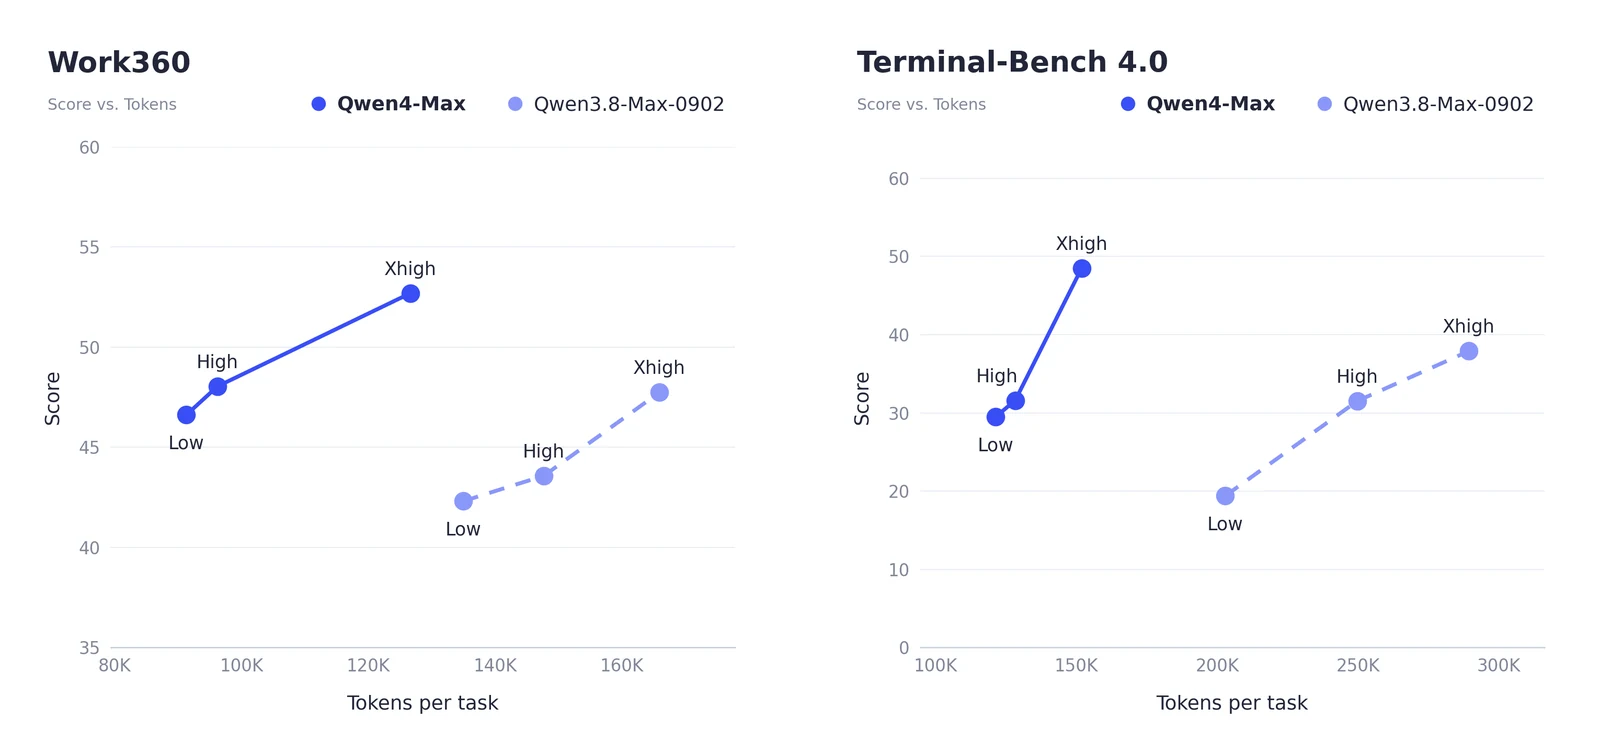 Work360
Score vs. Tokens
Qwen4-Max
Qwen3.8-Max-0902
60
55
50
45
40
35
Score
Xhigh
High
Low
Xhigh
High
Low
80K
100K
120K
140K
160K
Tokens per task
Terminal-Bench 4.0
Score vs. Tokens
Qwen4-Max
Qwen3.8-Max-0902
60
50
40
30
20
10
0
Score
Xhigh
High
Low
Xhigh
High
Low
100K
150K
200K
250K
300K
Tokens per task